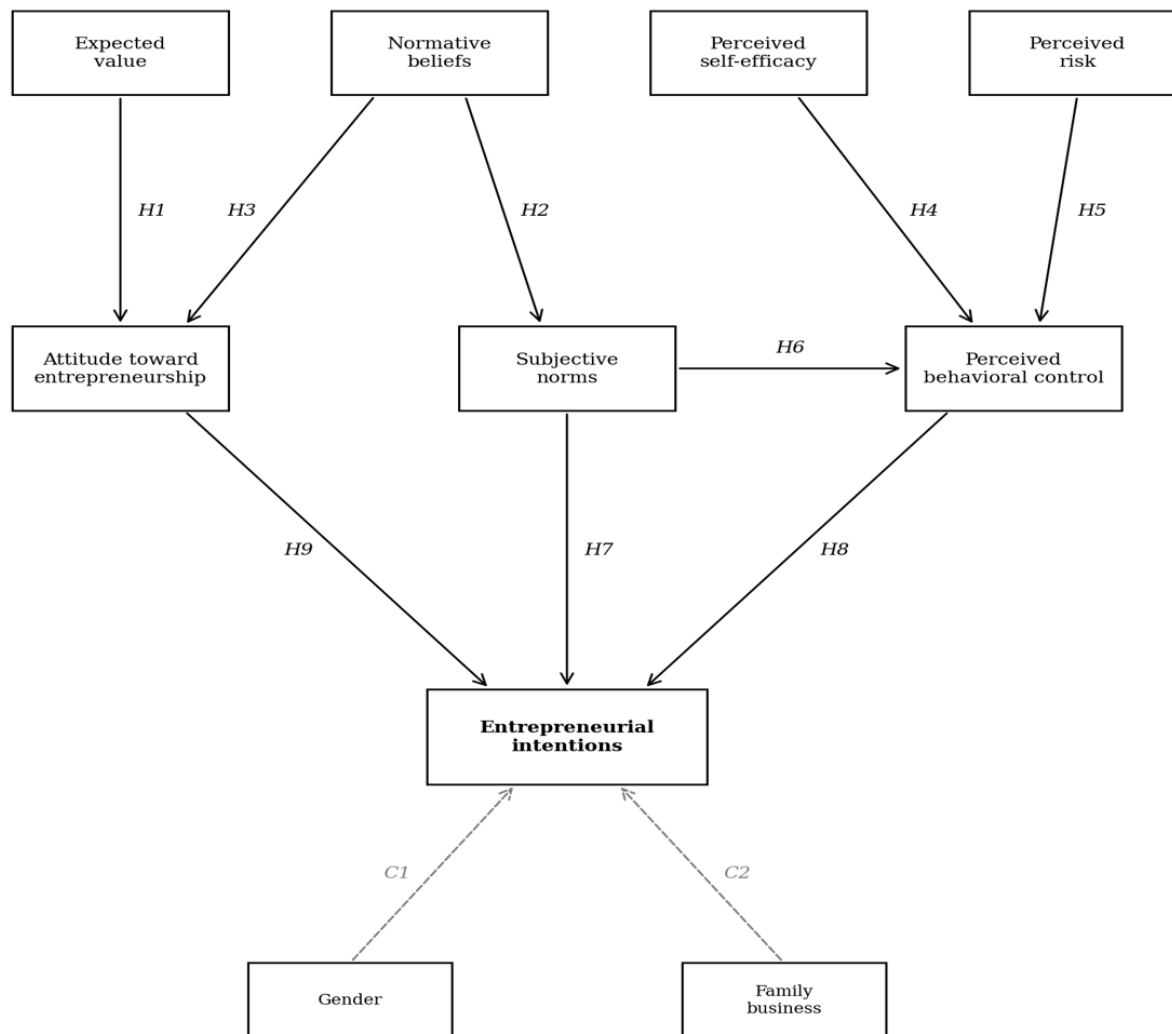 Expected
value
Normative
beliefs
Perceived
self-efficacy
Perceived
risk
H1
H3
H2
H4
H5
Attitude toward
entrepreneurship
Subjective
norms
H6
Perceived
behavioral control
H9
H7
H8
Entrepreneurial
intentions
C1
C2
Gender
Family
business